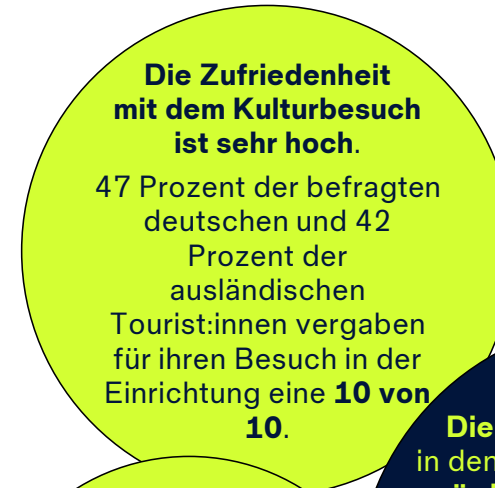 Die Zufriedenheit
mit dem Kulturbesuch
ist sehr hoch.
47 Prozent der befragten
deutschen und 42
Prozent der
ausländischen
Tourist:innen vergaben
für ihren Besuch in der
Einrichtung eine 10 von
10.
Die
in den